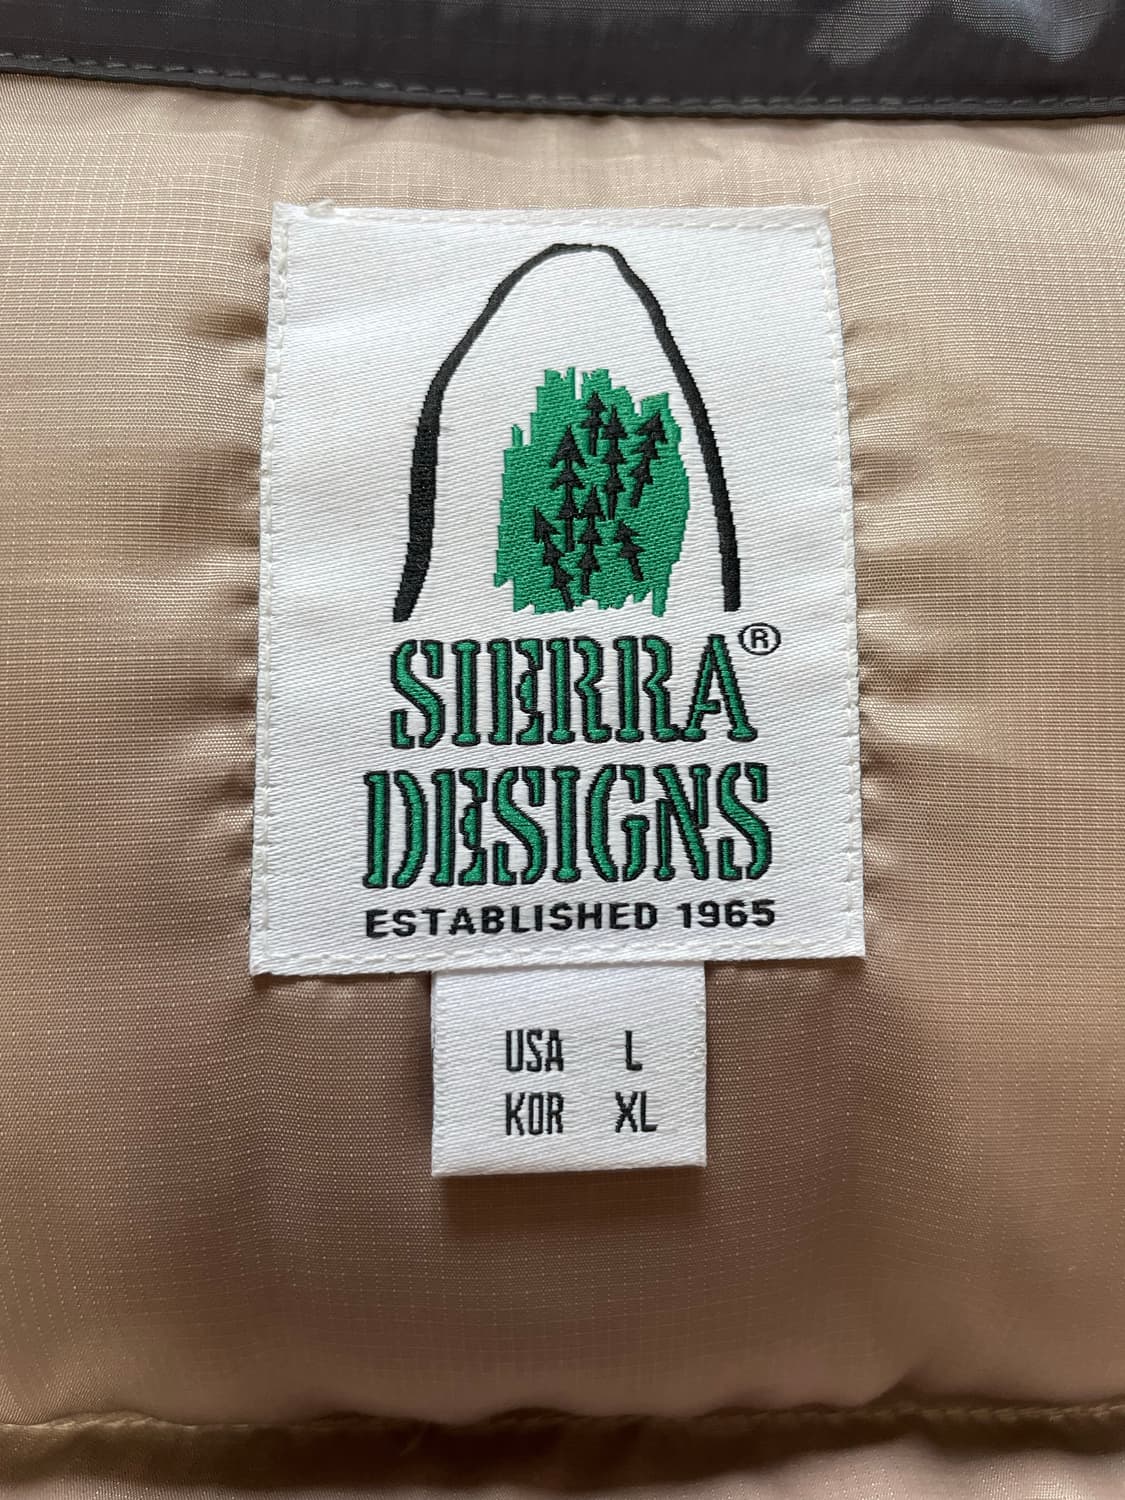 SIERRA®
DESIGNS
ESTABLISHED 1965
USA L
KOR XL